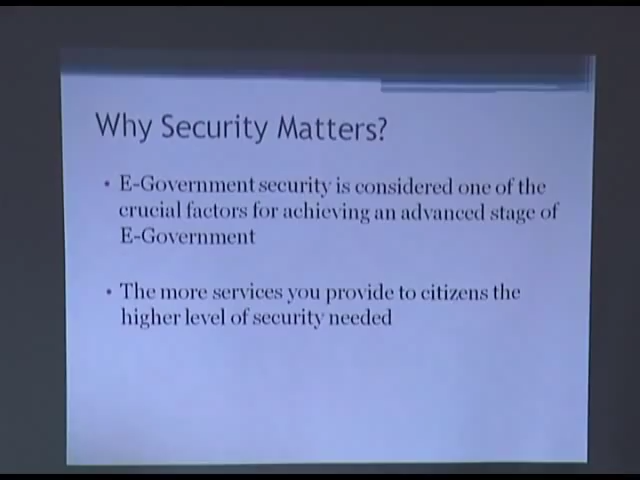 Why Security Matters?
• E-Government security is considered one of the
crucial factors for achieving an advanced stage of
E-Government
• The more services you provide to citizens the
higher level of security needed